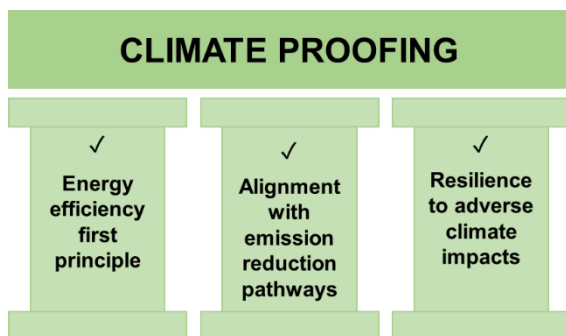 CLIMATE PROOFING
✓
Energy
efficiency
first
principle
✓
Alignment
with
emission
reduction
pathways
✓
Resilience
to adverse
climate
impacts